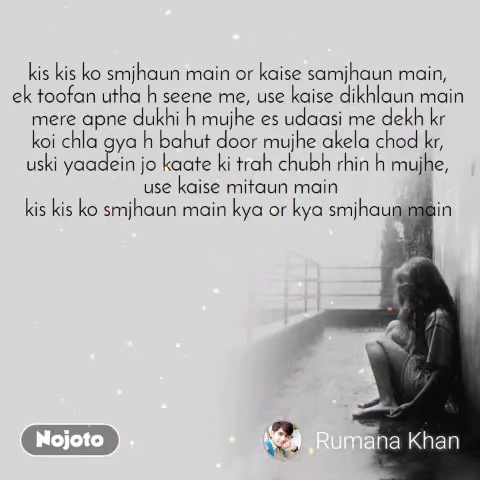 kis kis ko smjhaun main or kaise samjhaun main,
ek toofan utha h seene me, use kaise dikhlaun main
mere apne dukhi h mujhe es udaasi me dekh kr
koi chla gya h bahut door mujhe akela chod kr,
uski yaadein jo kaate ki trah chubh rhin h mujhe,
use kaise mitaun main
kis kis ko smjhaun main kya or kya smjhaun main
Nojoto
Rumana Khan